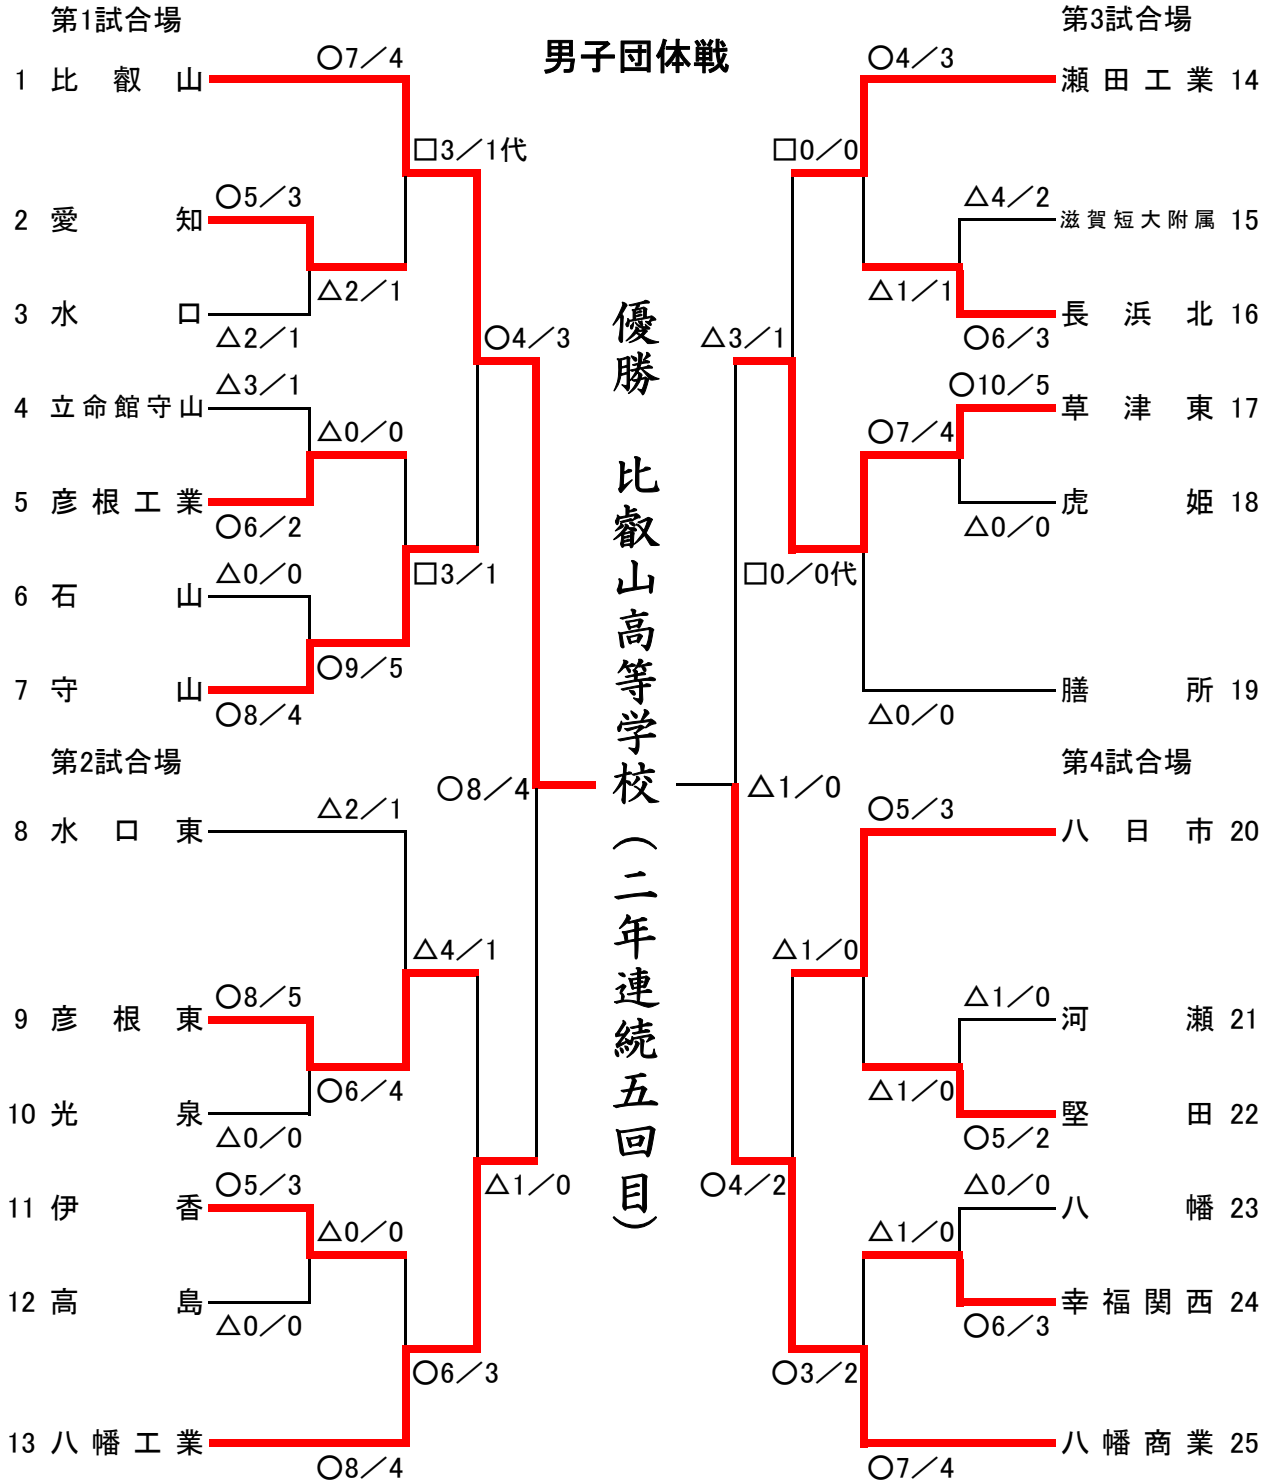 男子団体戦
第1試合場
○7／4
1 比叡山
□3／1代
○5／3
2 愛知
△2／1
3 水口
△2／1
○4／3
△3／1
4 立命館守山
△0／0
5 彦根工業
○6／2
△0／0
□3／1
6 石山
○9／5
7 守山
○8／4
第2試合場
○8／4
△2／1
8 水口東
△4／1
○8／5
9 彦根東
○6／4
10 光泉
△0／0
○5／3
△1／0
11 伊香
△0／0
12 高島
△0／0
○6／3
13 八幡工業
○8／4
優勝 比叡山高等学校（二年連続五回目）
第3試合場
○4／3
瀬田工業 14
□0／0
△4／2
滋賀短大附属 15
△1／1
長浜北 16
○6／3
△3／1
○10／5
草津東 17
○7／4
虎姫 18
△0／0
□0／0代
膳所 19
△0／0
第4試合場
△1／0
○5／3
八日市 20
△1／0
△1／0
河瀬 21
△1／0
堅田 22
○5／2
○4／2
△0／0
八幡 23
△1／0
幸福関西 24
○6／3
○3／2
八幡商業 25
○7／4